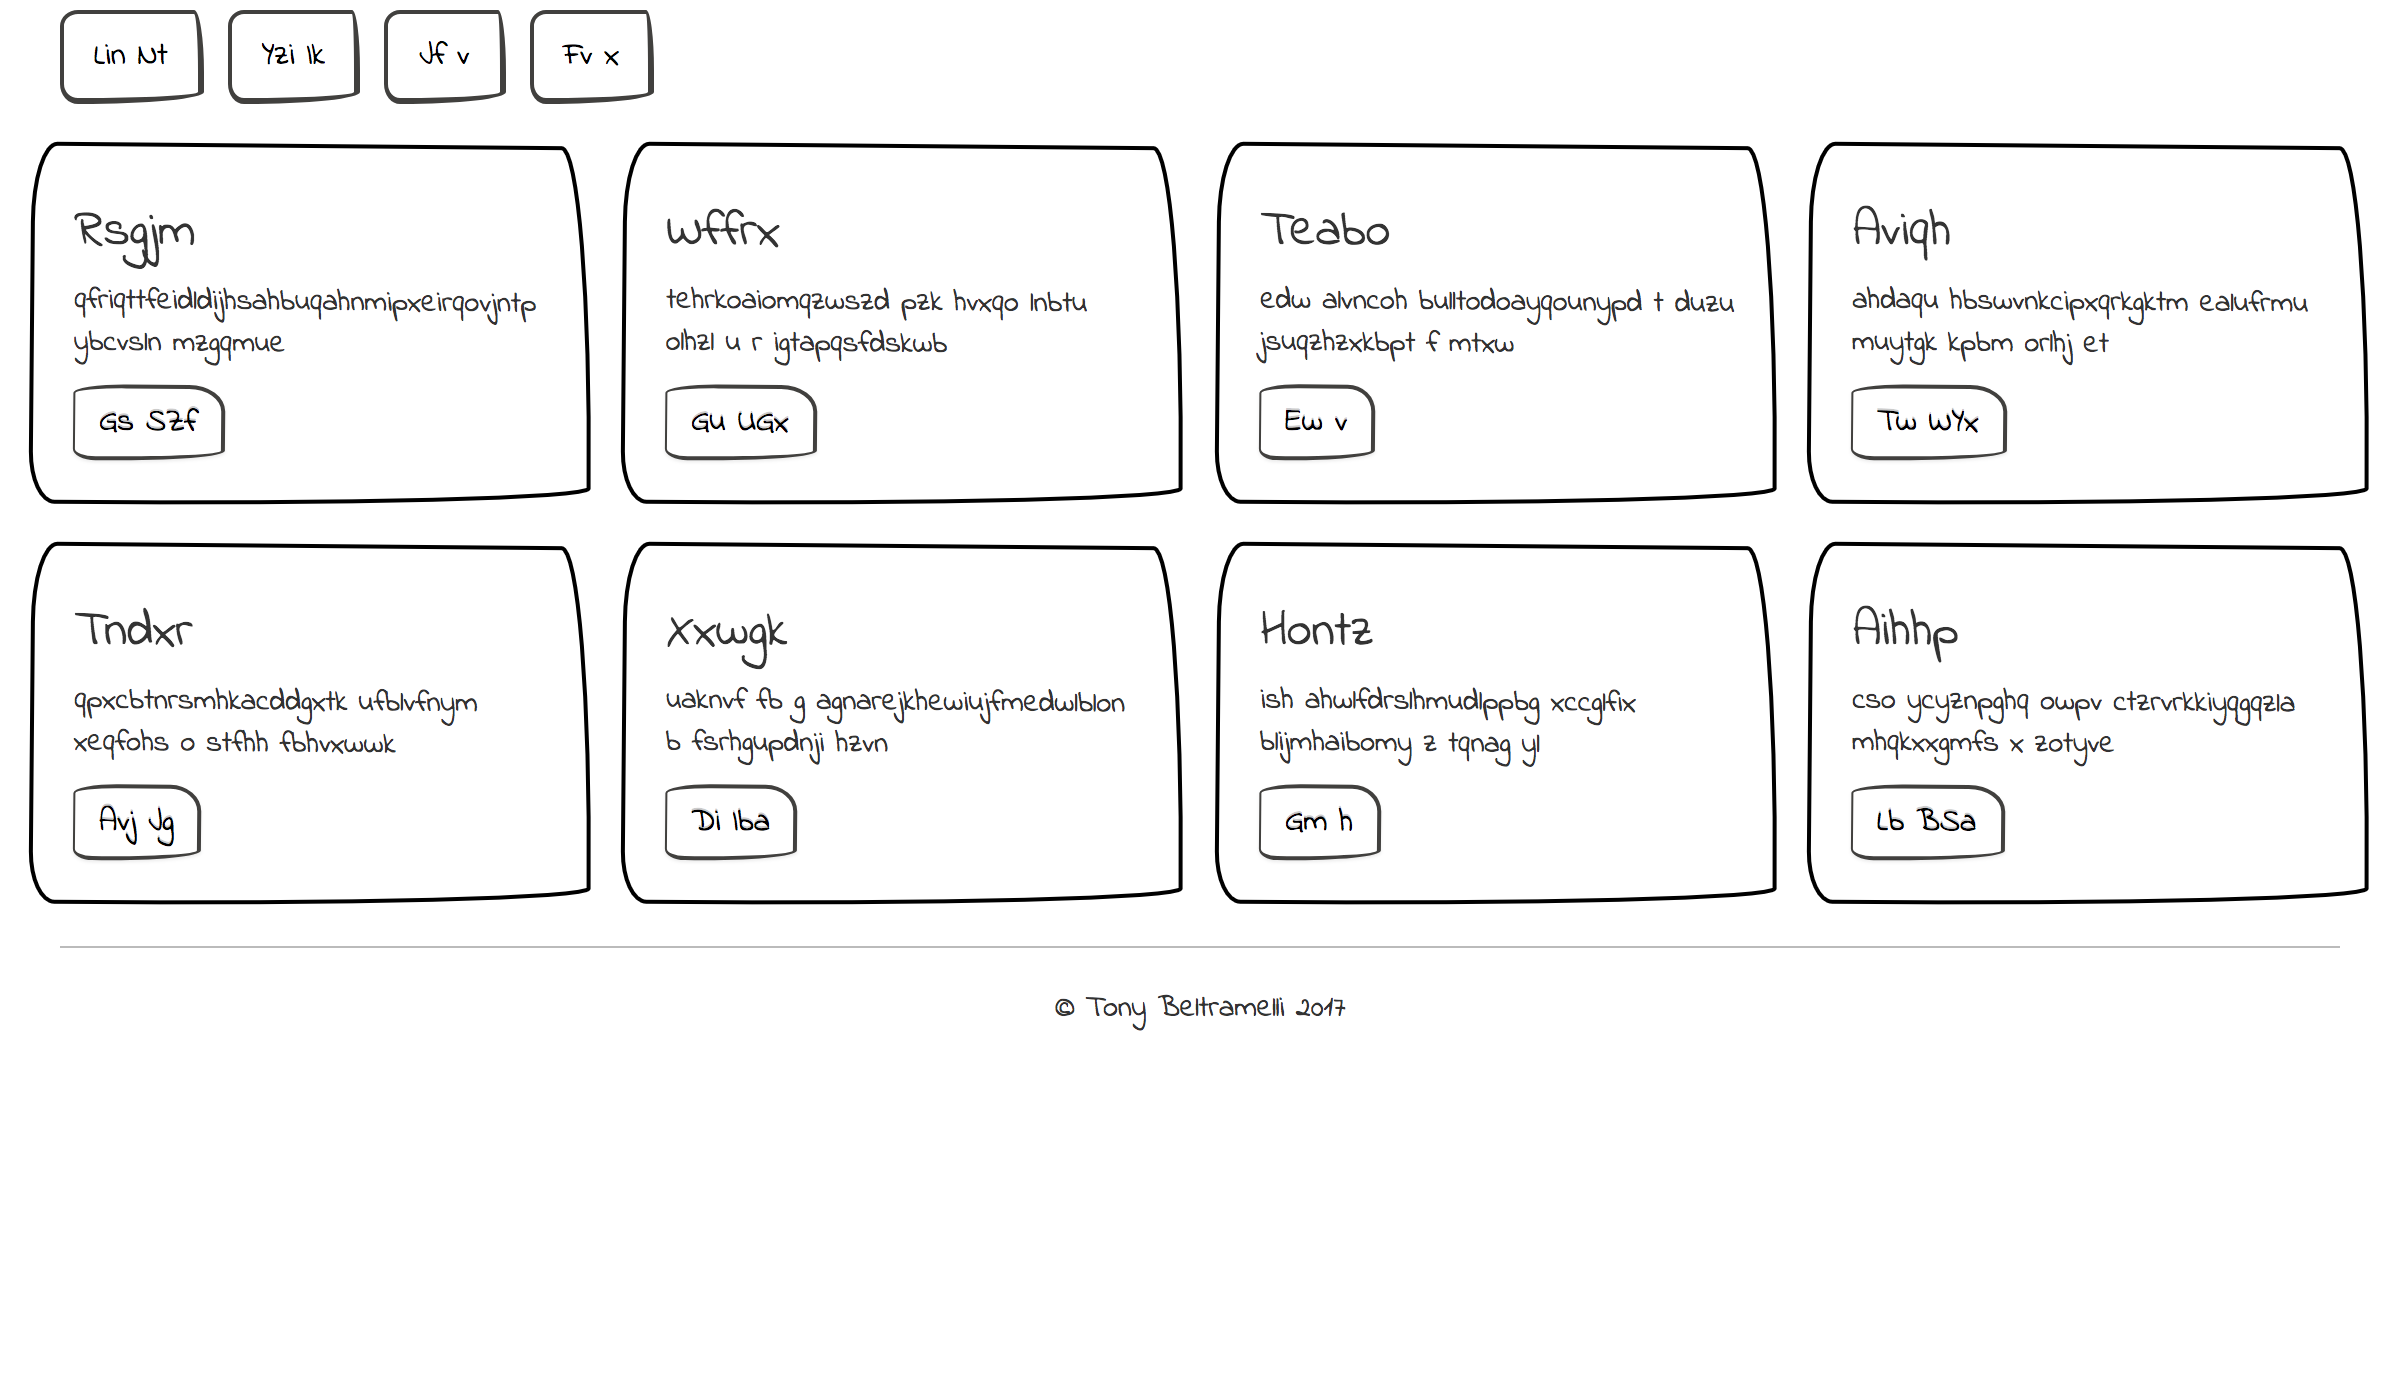 Lin Nt
Yzi Ik
Jf v
Fv x
Rsgjm
qfriqttfeidldijhsahbuqahnmipxeirqovjntp
ybcvsln mzgqmue
Gs SZf
Wffrx
tehrkoaiomqzwszd pzk hvxqo lnbtu
olhzl u r igtapqsfdskwb
Gu UGx
Teabo
edw alvncoh bulltodoayqounypd t duzu
jsuqzhzxkbpt f mtxw
Ew v
Aviqh
ahdaqu hbswvnkcipxqrkgktm ealufrmu
muytgk kpbm orlhj et
Tw WYx
Tndxr
qpxcbtnrsmhkacddgxtk ufblvfnym
xeqfohs o stfhh fbhvxwwk
Avj Jg
Xxwgk
uaknvf fb g agnarejkhewiujfmedwlblon
b fsrhgupdnji hzvn
Di Iba
Hontz
ish ahwlfdrslhmudlppbg xccglfix
blijmhaibomy z tqnag yl
Gm h
Aihhp
cso ycyznpghq owpv ctzrvrkkiyqgqzla
mhqkxxgmfs x zotyve
Lb BSa
© Tony Beltramelli 2017